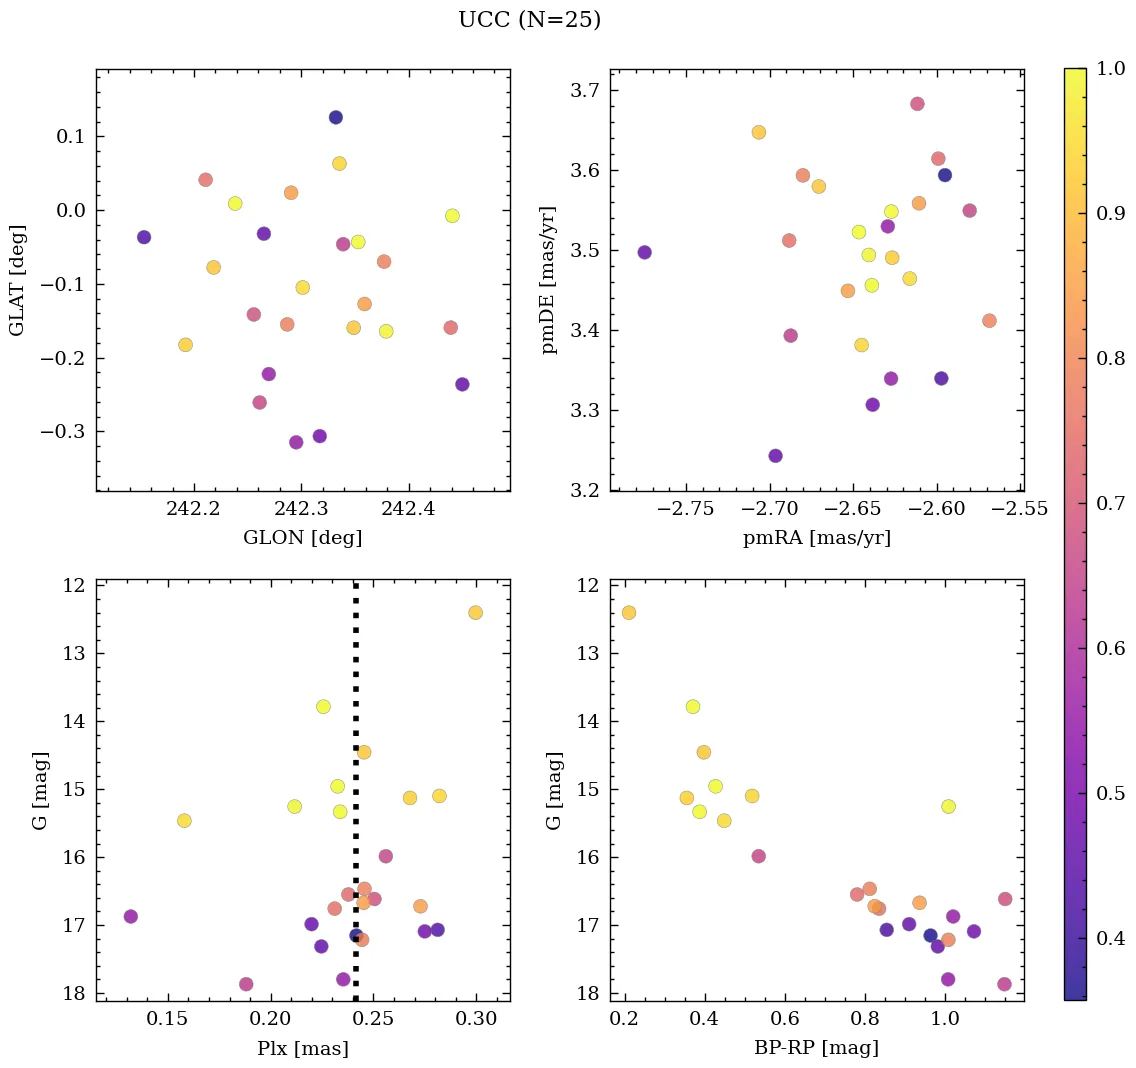 UCC (N=25)
0.1
0.0
−0.1
−0.2
−0.3
GLAT [deg]
242.2 242.3 242.4
GLON [deg]
3.7
3.6
3.5
3.4
3.3
3.2
pmDE [mas/yr]
−2.75 −2.70 −2.65 −2.60 −2.55
pmRA [mas/yr]
12
13
14
15
16
17
18
G [mag]
0.15 0.20 0.25 0.30
Plx [mas]
12
13
14
15
16
17
18
G [mag]
0.2 0.4 0.6 0.8 1.0
BP-RP [mag]
1.0
0.9
0.8
0.7
0.6
0.5
0.4